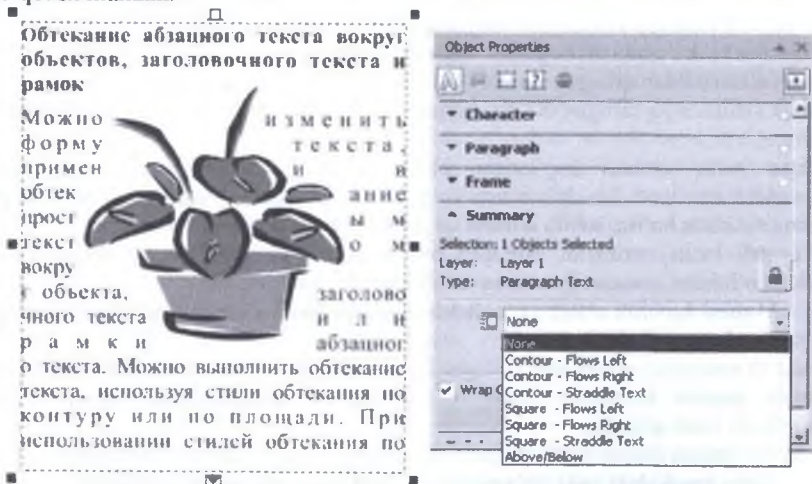 Обтекание абзацного текста вокруг
объектов, заголовочного текста и
рамок
Можно изменить
форму текста,
примен и в
обтек ание
прост ы м
текст о м
вокру
г объекта, заголово
чного текста и л и
р а м к и абзацног
о текста. Можно выполнить обтекание
текста, используя стили обтекания по
контуру или по площади. При
использовании стилей обтекания по
Object Properties
Character
Paragraph
Frame
Summary
Selection: 1 Objects Selected
Layer: Layer 1
Type: Paragraph Text
None
None
Contour - Flows Left
Contour - Flows Right
Contour - Straddle Text
Square - Flows Left
Square - Flows Right
Square - Straddle Text
Above/Below
Wrap